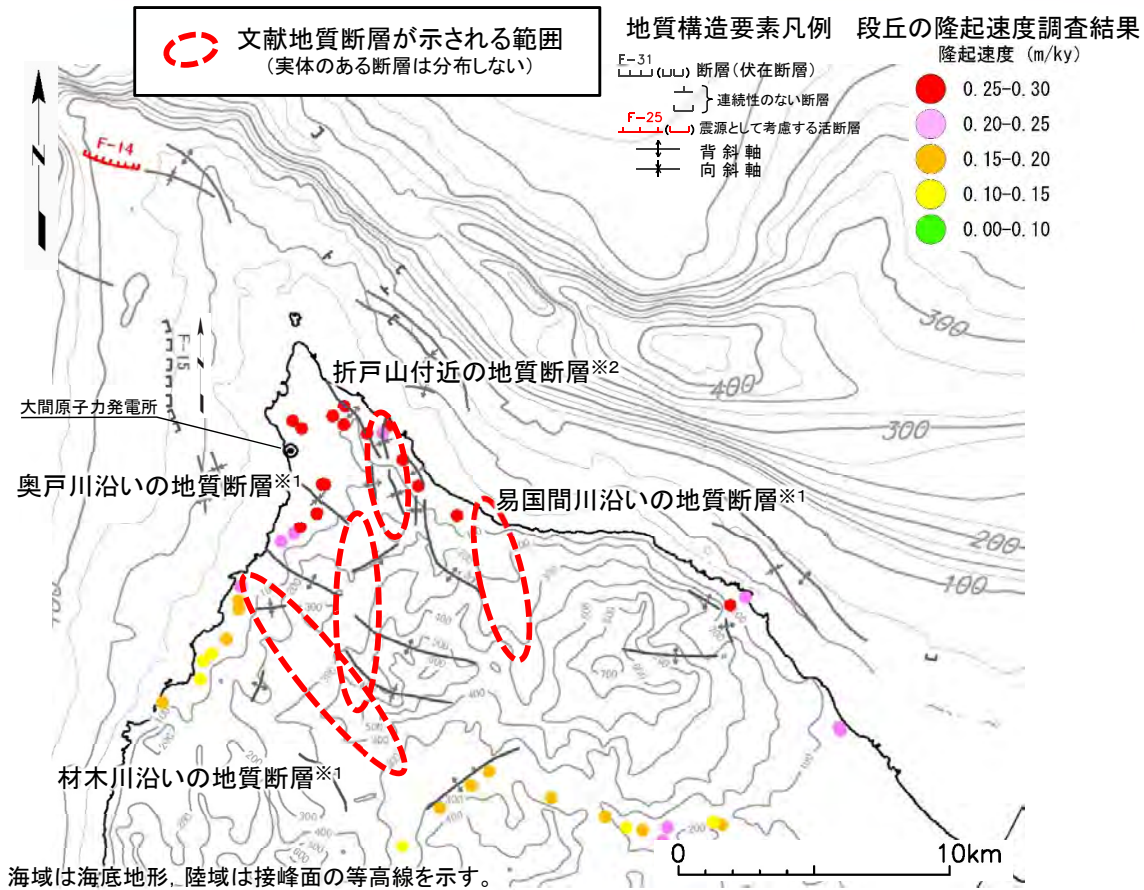 文献地質断層が示される範囲
(実体のある断層は分布しない)
地質構造要素凡例
F-31
断層(伏在断層)
連続性のない断層
F-25
震源として考慮する活断層
背斜軸
向斜軸
段丘の隆起速度調査結果
隆起速度 (m/ky)
0.25-0.30
0.20-0.25
0.15-0.20
0.10-0.15
0.00-0.10
N
F-14
F-15
300
400
300
200
100
折戸山付近の地質断層※2
大間原子力発電所
奥戸川沿いの地質断層※1
易国間川沿いの地質断層※1
材木川沿いの地質断層※1
0 10km
海域は海底地形, 陸域は接峰面の等高線を示す。